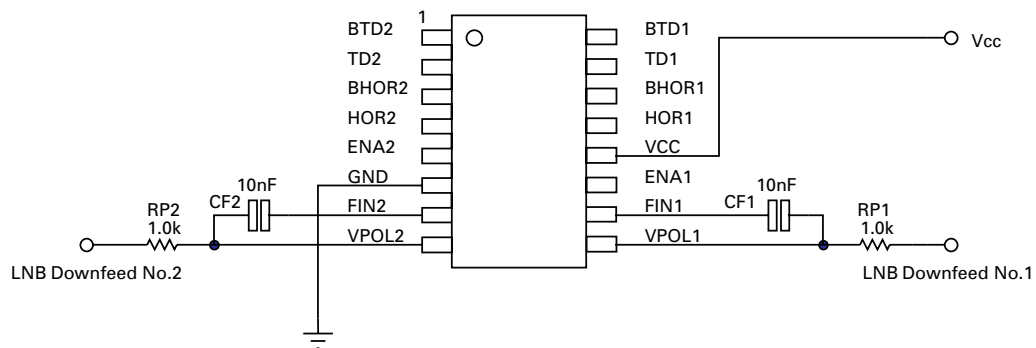 1
BTD2
BTD1
Vcc
TD2
TD1
BHOR2
BHOR1
HOR2
HOR1
ENA2
VCC
GND
ENA1
10nF
10nF
CF2
FIN2
FIN1
CF1
RP2
RP1
1.0k
1.0k
VPOL2
VPOL1
LNB Downfeed No.2
LNB Downfeed No.1